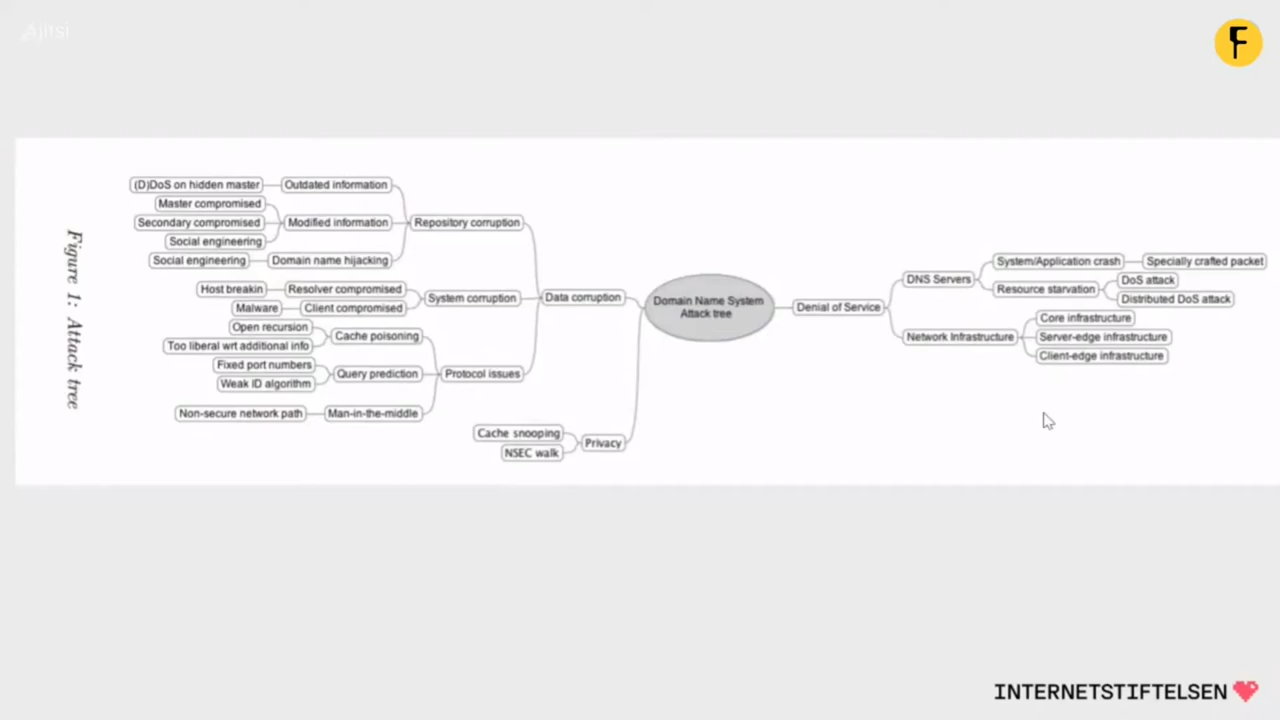 jitsi
F
Figure 1: Attack tree
(D)DoS on hidden master
Outdated information
Master compromised
Secondary compromised
Modified information
Repository corruption
Social engineering
Social engineering
Domain name hijacking
Host breakin
Resolver compromised
System corruption
Data corruption
Malware
Client compromised
Open recursion
Cache poisoning
Too liberal wrt additional info
Fixed port numbers
Query prediction
Protocol issues
Weak ID algorithm
Non-secure network path
Man-in-the-middle
Cache snooping
Privacy
NSEC walk
Domain Name System
Attack tree
Denial of Service
DNS Servers
System/Application crash
Specially crafted packet
Resource starvation
DoS attack
Distributed DoS attack
Network Infrastructure
Core infrastructure
Server-edge infrastructure
Client-edge infrastructure
INTERNETSTIFTELSEN